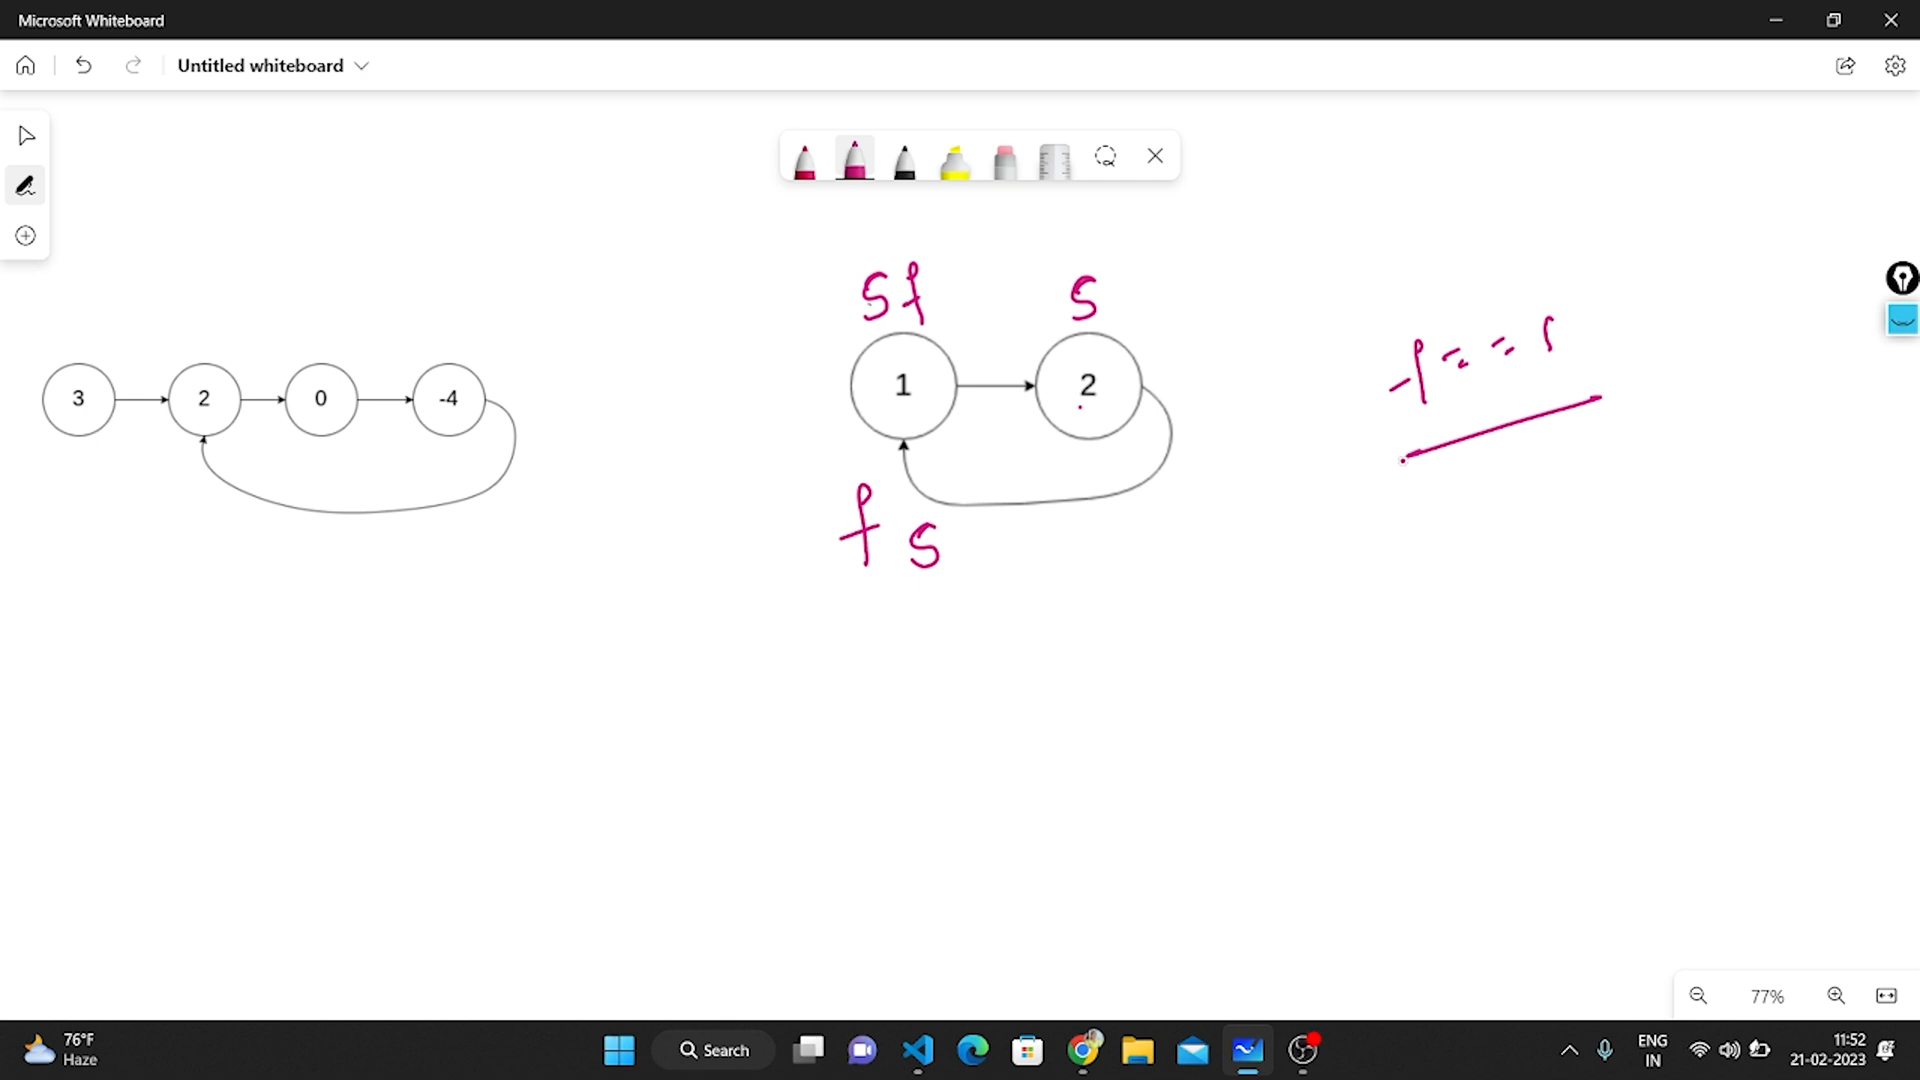 Microsoft Whiteboard
Untitled whiteboard
Sf
S
3
2
0
-4
1
2
f = =
f S
77%
76°F
Haze
Search
ENG
IN
11:52
21-02-2023